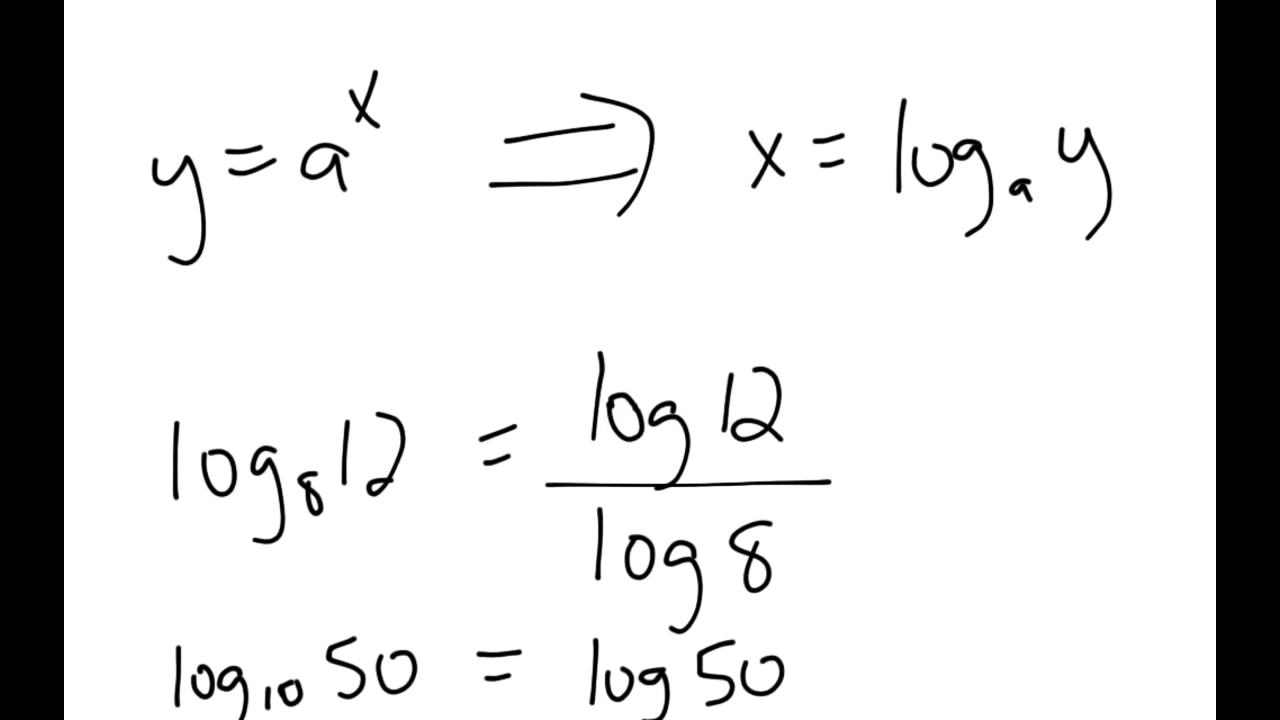 y = a^x ⟹ x = log_a y
log_8 12 = log 12 / log 8
log_10 50 = log 50